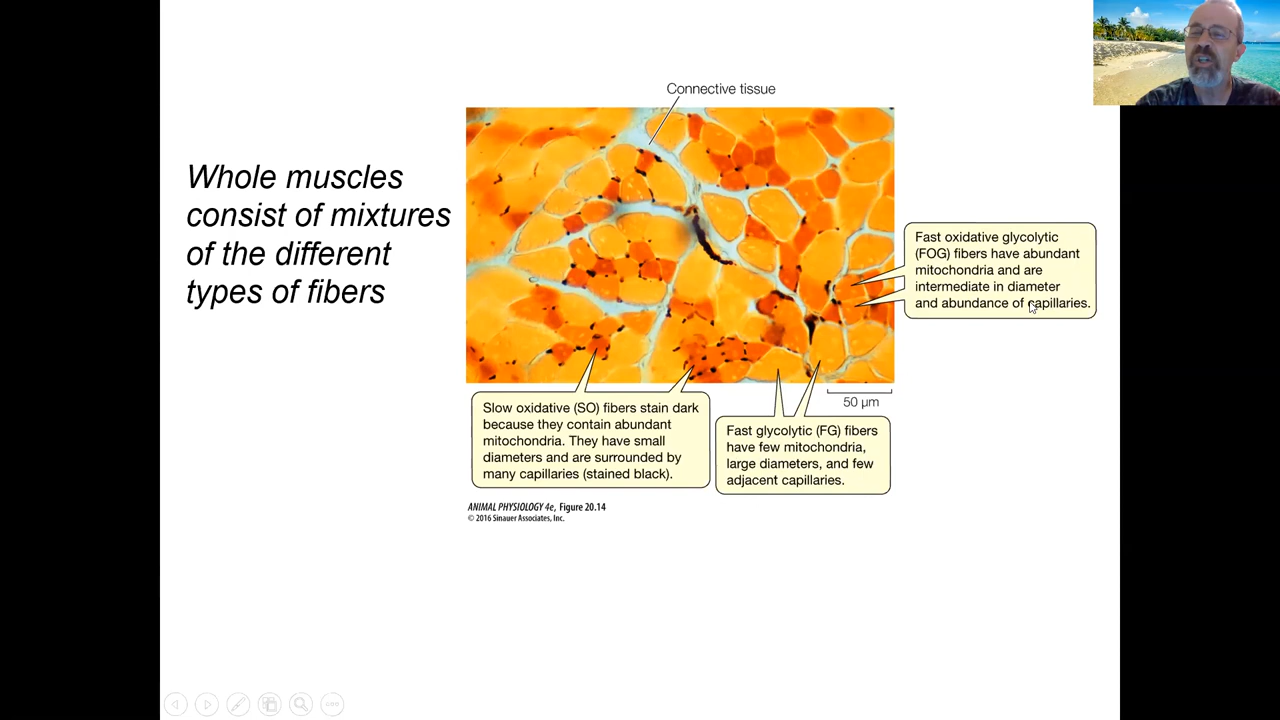 Connective tissue
Whole muscles
consist of mixtures
of the different
types of fibers
Fast oxidative glycolytic
(FOG) fibers have abundant
mitochondria and are
intermediate in diameter
and abundance of capillaries.
50 µm
Slow oxidative (SO) fibers stain dark
because they contain abundant
mitochondria. They have small
diameters and are surrounded by
many capillaries (stained black).
Fast glycolytic (FG) fibers
have few mitochondria,
large diameters, and few
adjacent capillaries.
ANIMAL PHYSIOLOGY 4e, Figure 20.14
© 2016 Sinauer Associates, Inc.